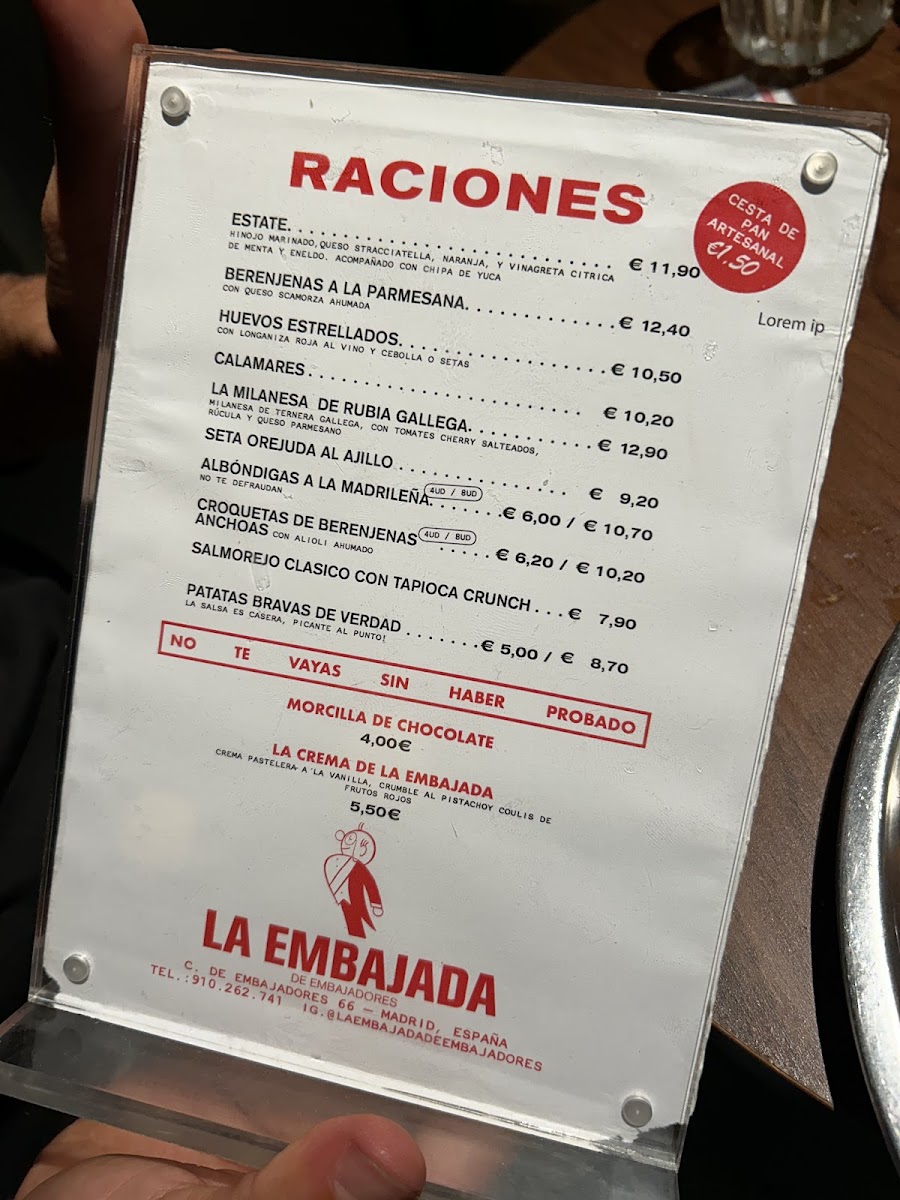 RACIONES
CESTA DE
PAN
ARTESANAL
€1,50
Lorem ip
ESTATE. € 11,90
HINOJO MARINADO, QUESO STRACCIATELLA, NARANJA, Y VINAGRETA CITRICA
DE MENTA Y ENELDO. ACOMPAÑADO CON CHIPA DE YUCA
BERENJENAS A LA PARMESANA. € 12,40
CON QUESO SCAMORZA AHUMADA
HUEVOS ESTRELLADOS. € 10,50
CON LONGANIZA ROJA AL VINO Y CEBOLLA O SETAS
CALAMARES € 10,20
LA MILANESA DE RUBIA GALLEGA. € 12,90
MILANESA DE TERNERA GALLEGA, CON TOMATES CHERRY SALTEADOS,
RÚCULA Y QUESO PARMESANO
SETA OREJUDA AL AJILLO € 9,20
ALBÓNDIGAS A LA MADRILEÑA. 4UD / 8UD € 6,00 / € 10,70
NO TE DEFRAUDAN
CROQUETAS DE BERENJENAS 4UD / 8UD € 6,20 / € 10,20
ANCHOAS CON ALIOLI AHUMADO
SALMOREJO CLASICO CON TAPIOCA CRUNCH € 7,90
PATATAS BRAVAS DE VERDAD € 5,00 / € 8,70
LA SALSA ES CASERA, PICANTE AL PUNTO!
NO TE VAYAS SIN HABER PROBADO
MORCILLA DE CHOCOLATE
4,00€
LA CREMA DE LA EMBAJADA
CREMA PASTELERA A LA VANILLA, CRUMBLE AL PISTACHOY COULIS DE
FRUTOS ROJOS
5,50€
LA EMBAJADA
DE EMBAJADORES
C. DE EMBAJADORES 66 – MADRID, ESPAÑA
TEL.:910.262.741 IG.@LAEMBAJADADEEMBAJADORES